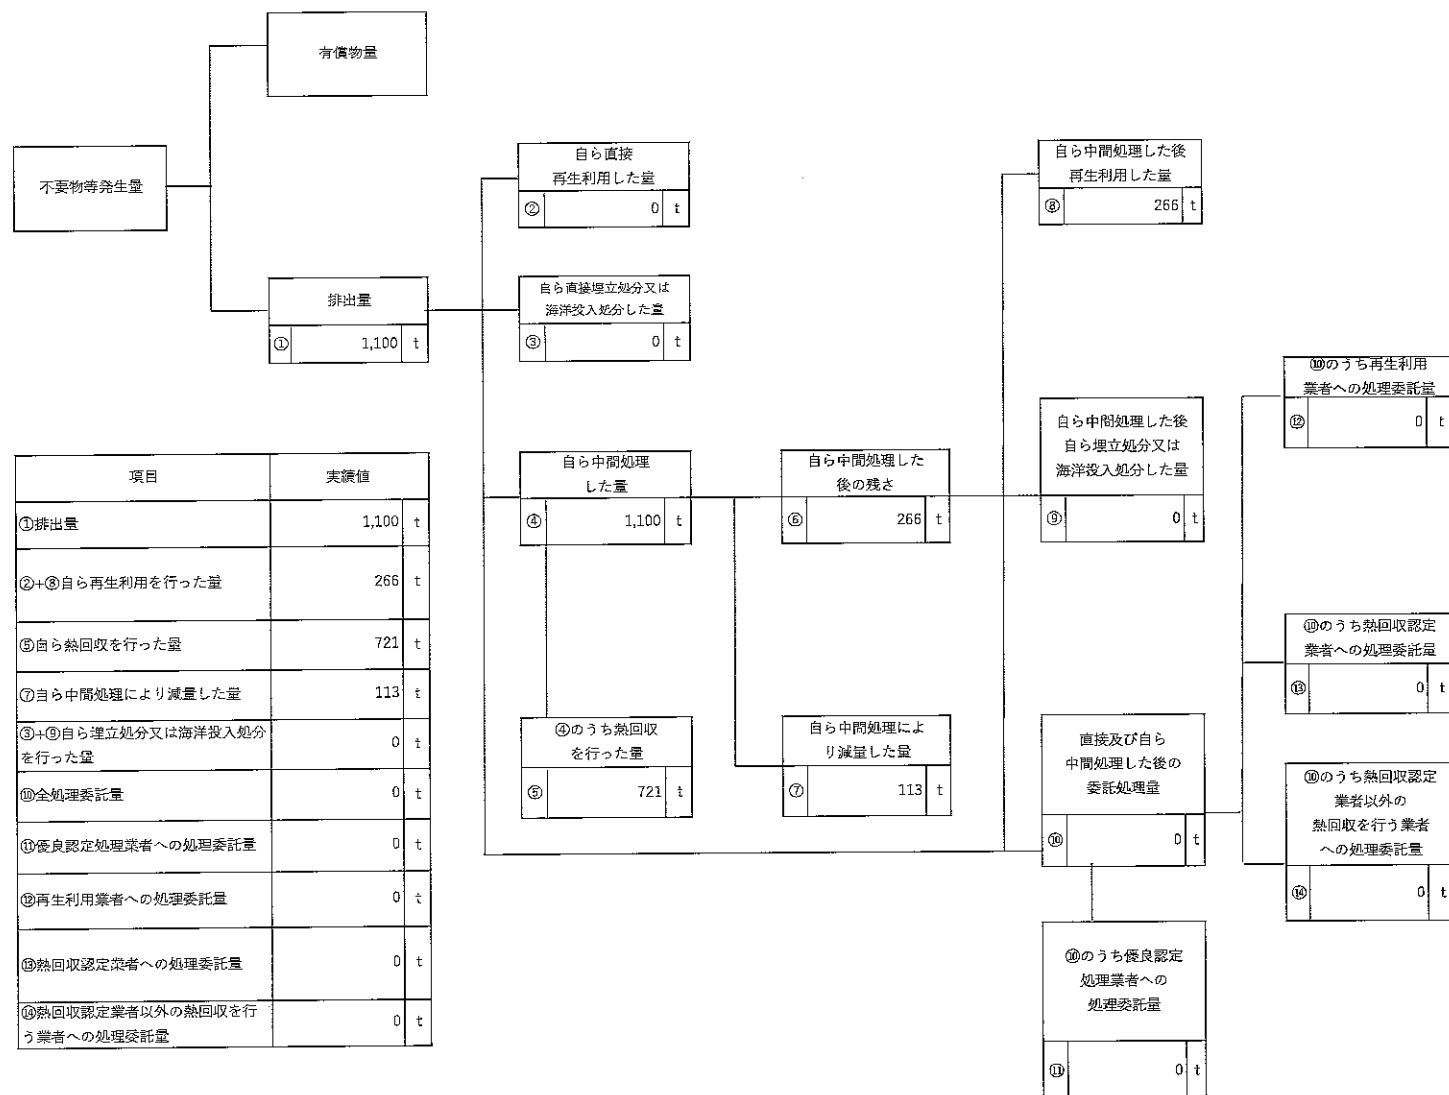 有償物量
不要物等発生量
排出量
① 1,100 t
自ら直接
再生利用した量
② 0 t
自ら直接埋立処分又は
海洋投入処分した量
③ 0 t
自ら中間処理
した量
④ 1,100 t
④のうち熱回収
を行った量
⑤ 721 t
自ら中間処理した
後の残さ
⑥ 266 t
自ら中間処理によ
り減量した量
⑦ 113 t
自ら中間処理した後
再生利用した量
⑧ 266 t
自ら中間処理した後
自ら埋立処分又は
海洋投入処分した量
⑨ 0 t
直接及び自ら
中間処理した後の
委託処理量
⑩ 0 t
⑩のうち優良認定
処理業者への
処理委託量
⑪ 0 t
⑩のうち再生利用
業者への処理委託量
⑫ 0 t
⑩のうち熱回収認定
業者への処理委託量
⑬ 0 t
⑩のうち熱回収認定
業者以外の
熱回収を行う業者
への処理委託量
⑭ 0 t
項目 実績値
①排出量 1,100 t
②+⑧自ら再生利用を行った量 266 t
⑤自ら熱回収を行った量 721 t
⑦自ら中間処理により減量した量 113 t
③+⑨自ら埋立処分又は海洋投入処分
を行った量 0 t
⑩全処理委託量 0 t
⑪優良認定処理業者への処理委託量 0 t
⑫再生利用業者への処理委託量 0 t
⑬熱回収認定業者への処理委託量 0 t
⑭熱回収認定業者以外の熱回収を行
う業者への処理委託量 0 t